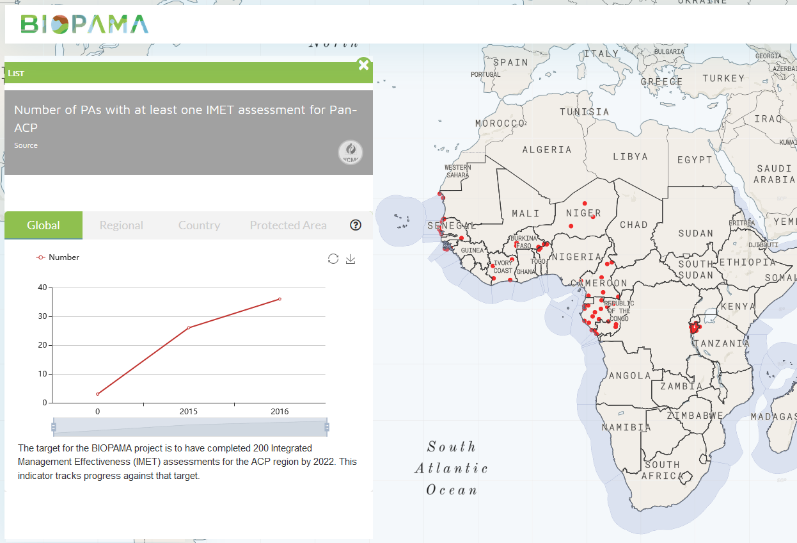 BIOPAMA
LIST
Number of PAs with at least one IMET assessment for Pan-
ACP
Source
Global
Regional
Country
Protected Area
Number
40
30
20
10
0
0
2015
2016
The target for the BIOPAMA project is to have completed 200 Integrated
Management Effectiveness (IMET) assessments for the ACP region by 2022. This
indicator tracks progress against that target.
North
UKRAINE
SPAIN
PORTUGAL
ITALY
BULGARIA
GREECE
TURKEY
GEORGIA
AZERBA
IRAQ
KUWA
SAUDI
ARABIA
YEM
TUNISIA
MOROCCO
ALGERIA
LIBYA
EGYPT
WESTERN
SAHARA
MALI
NIGER
CHAD
SUDAN
ERITREA
DJIBOUTI
SENEGAL
GUINEA
BURKINA
FASO
IVORY
COAST
GHANA
TOGO
NIGERIA
CAMEROON
SOUTH
SUDAN
ETHIOPIA
SOMA
REPUBLIC
OF THE
CONGO
KENYA
TANZANIA
ANGOLA
ZAMBIA
ZIMBABWE
NAMIBIA
MADAGAS
SOUTH
AFRICA
South
Atlantic
Ocean